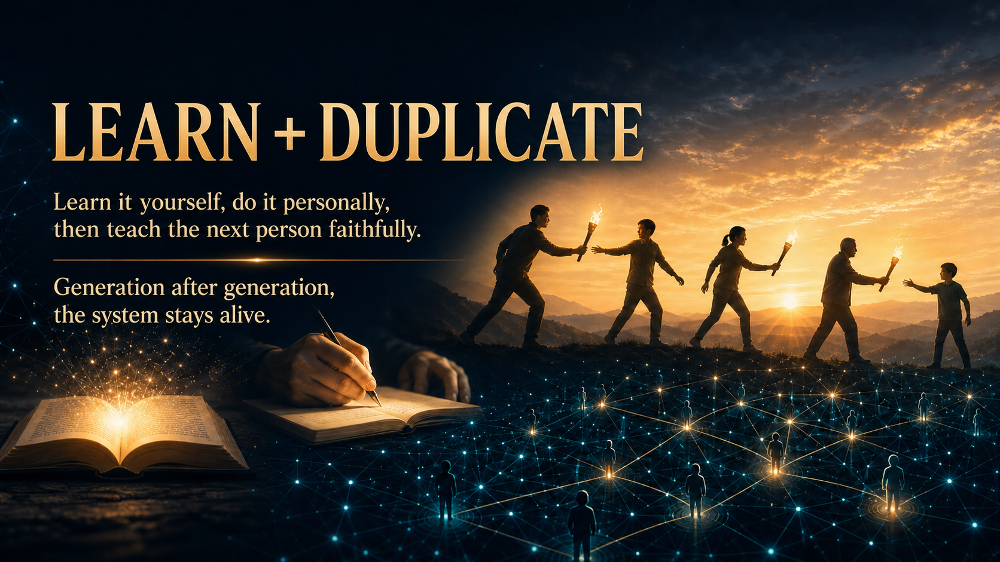 LEARN + DUPLICATE
Learn it yourself, do it personally,
then teach the next person faithfully.
Generation after generation,
the system stays alive.